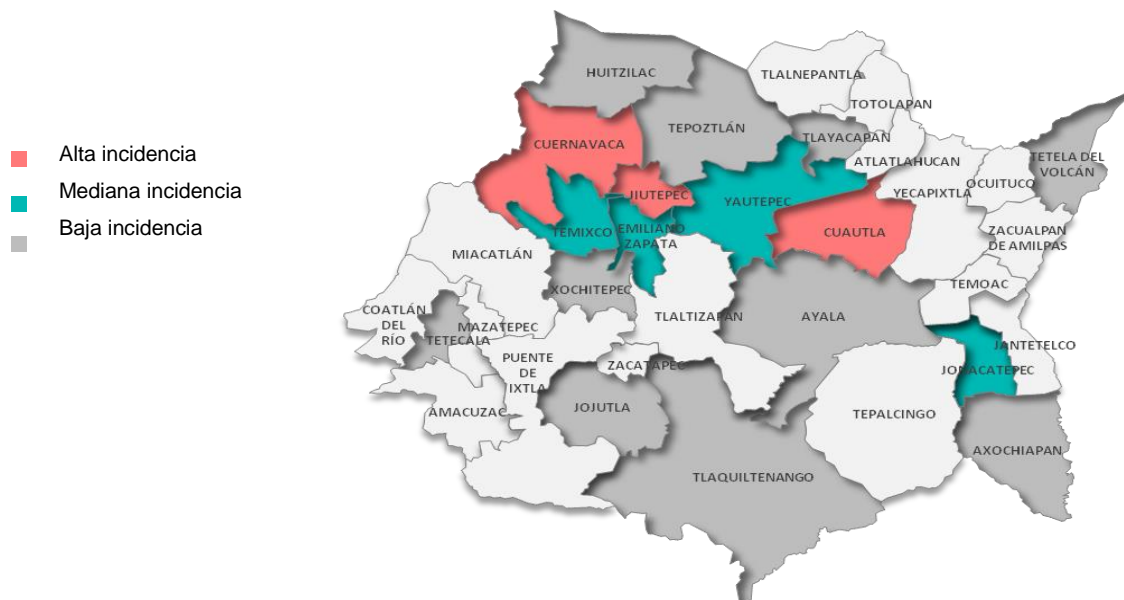 Alta incidencia
Mediana incidencia
Baja incidencia
HUITZILAC
TLALNEPANTLA
TOTOLAPAN
TEPOZTLÁN
TLAYACAPAN
CUERNAVACA
ATLATLAHUCAN
TETELA DEL
VOLCÁN
OCUITUCO
YECAPIXTLA
JIUTEPEC
YAUTEPEC
TEMIXCO
EMILIANO
ZAPATA
CUAUTLA
ZACUALPAN
DE AMILPAS
MIACATLÁN
XOCHITEPEC
TEMOAC
COATLÁN
DEL
RÍO
MAZATEPEC
TETECALA
TLALTIZAPÁN
AYALA
JANTETELCO
PUENTE
DE
IXTLA
ZACATEPEC
JONACATEPEC
AMACUZAC
JOJUTLA
TEPALCINGO
AXOCHIAPAN
TLAQUILTENANGO